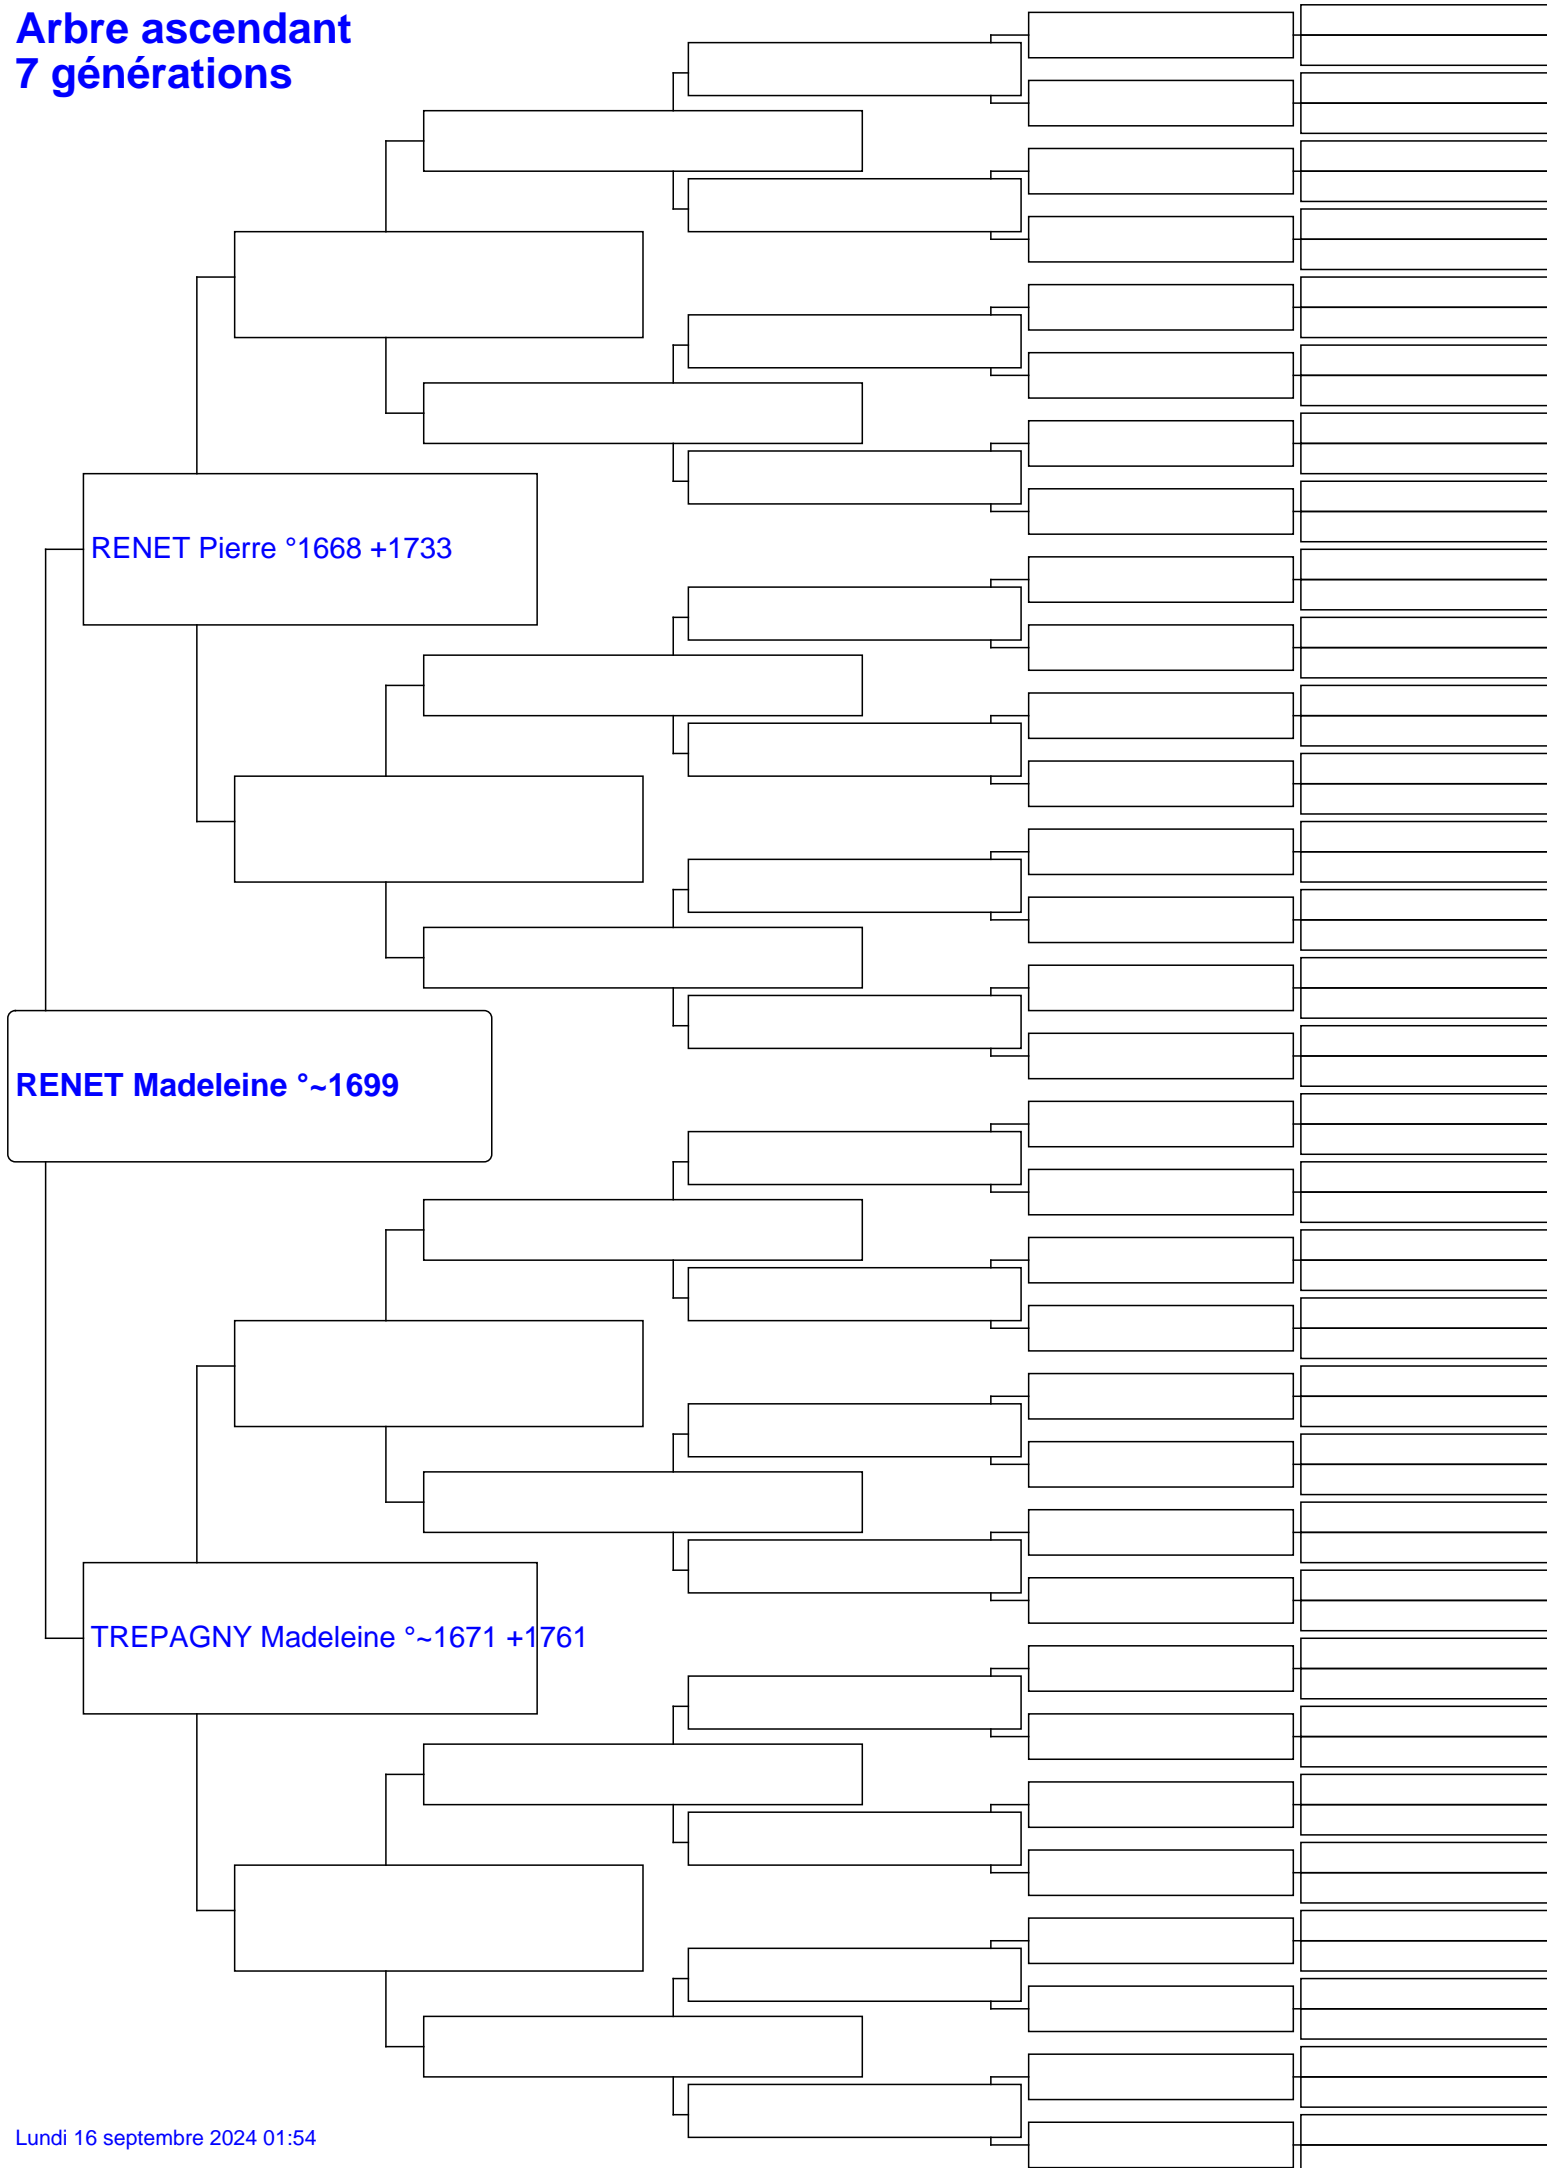 Arbre ascendant
7 générations
RENET Pierre °1668 +1733
RENET Madeleine °~1699
TREPAGNY Madeleine °~1671 +1761
Lundi 16 septembre 2024 01:54